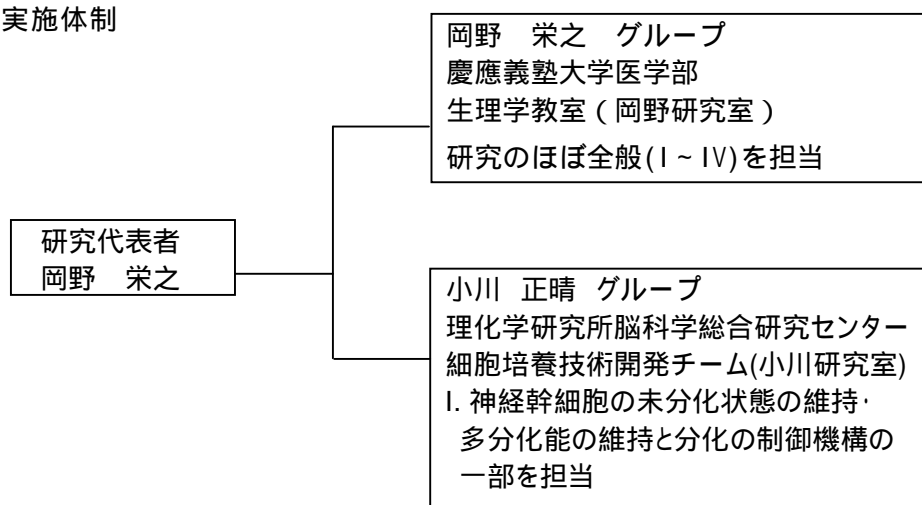 実施体制
岡野 栄之 グループ
慶應義塾大学医学部
生理学教室(岡野研究室)
研究のほぼ全般(I~IV)を担当
研究代表者
岡野 栄之
小川 正晴 グループ
理化学研究所脳科学総合研究センター
細胞培養技術開発チーム(小川研究室)
I. 神経幹細胞の未分化状態の維持・
多分化能の維持と分化の制御機構の
一部を担当